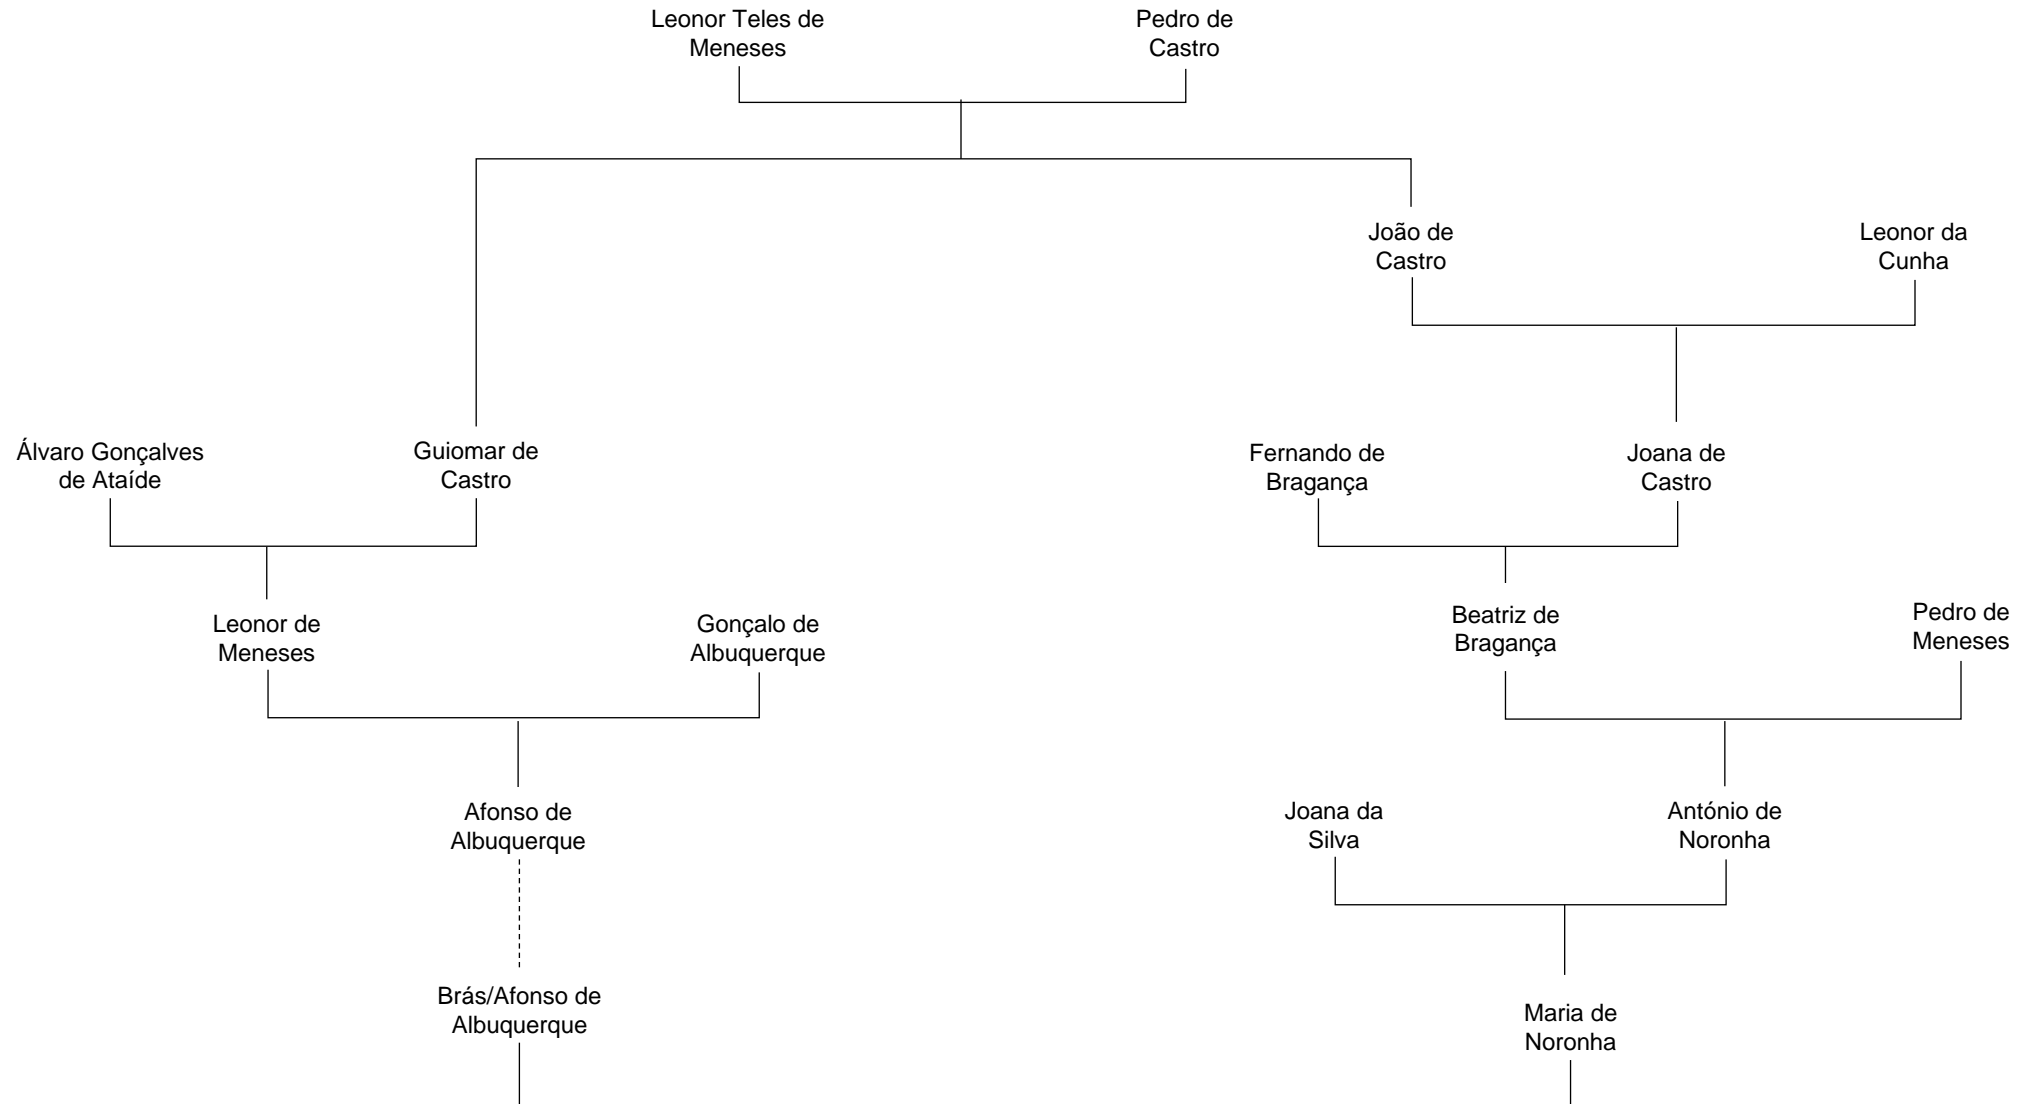 Leonor Teles de
Meneses
Pedro de
Castro
João de
Castro
Leonor da
Cunha
Álvaro Gonçalves
de Ataíde
Guiomar de
Castro
Fernando de
Bragança
Joana de
Castro
Leonor de
Meneses
Gonçalo de
Albuquerque
Beatriz de
Bragança
Pedro de
Meneses
Afonso de
Albuquerque
Joana da
Silva
António de
Noronha
Brás/Afonso de
Albuquerque
Maria de
Noronha